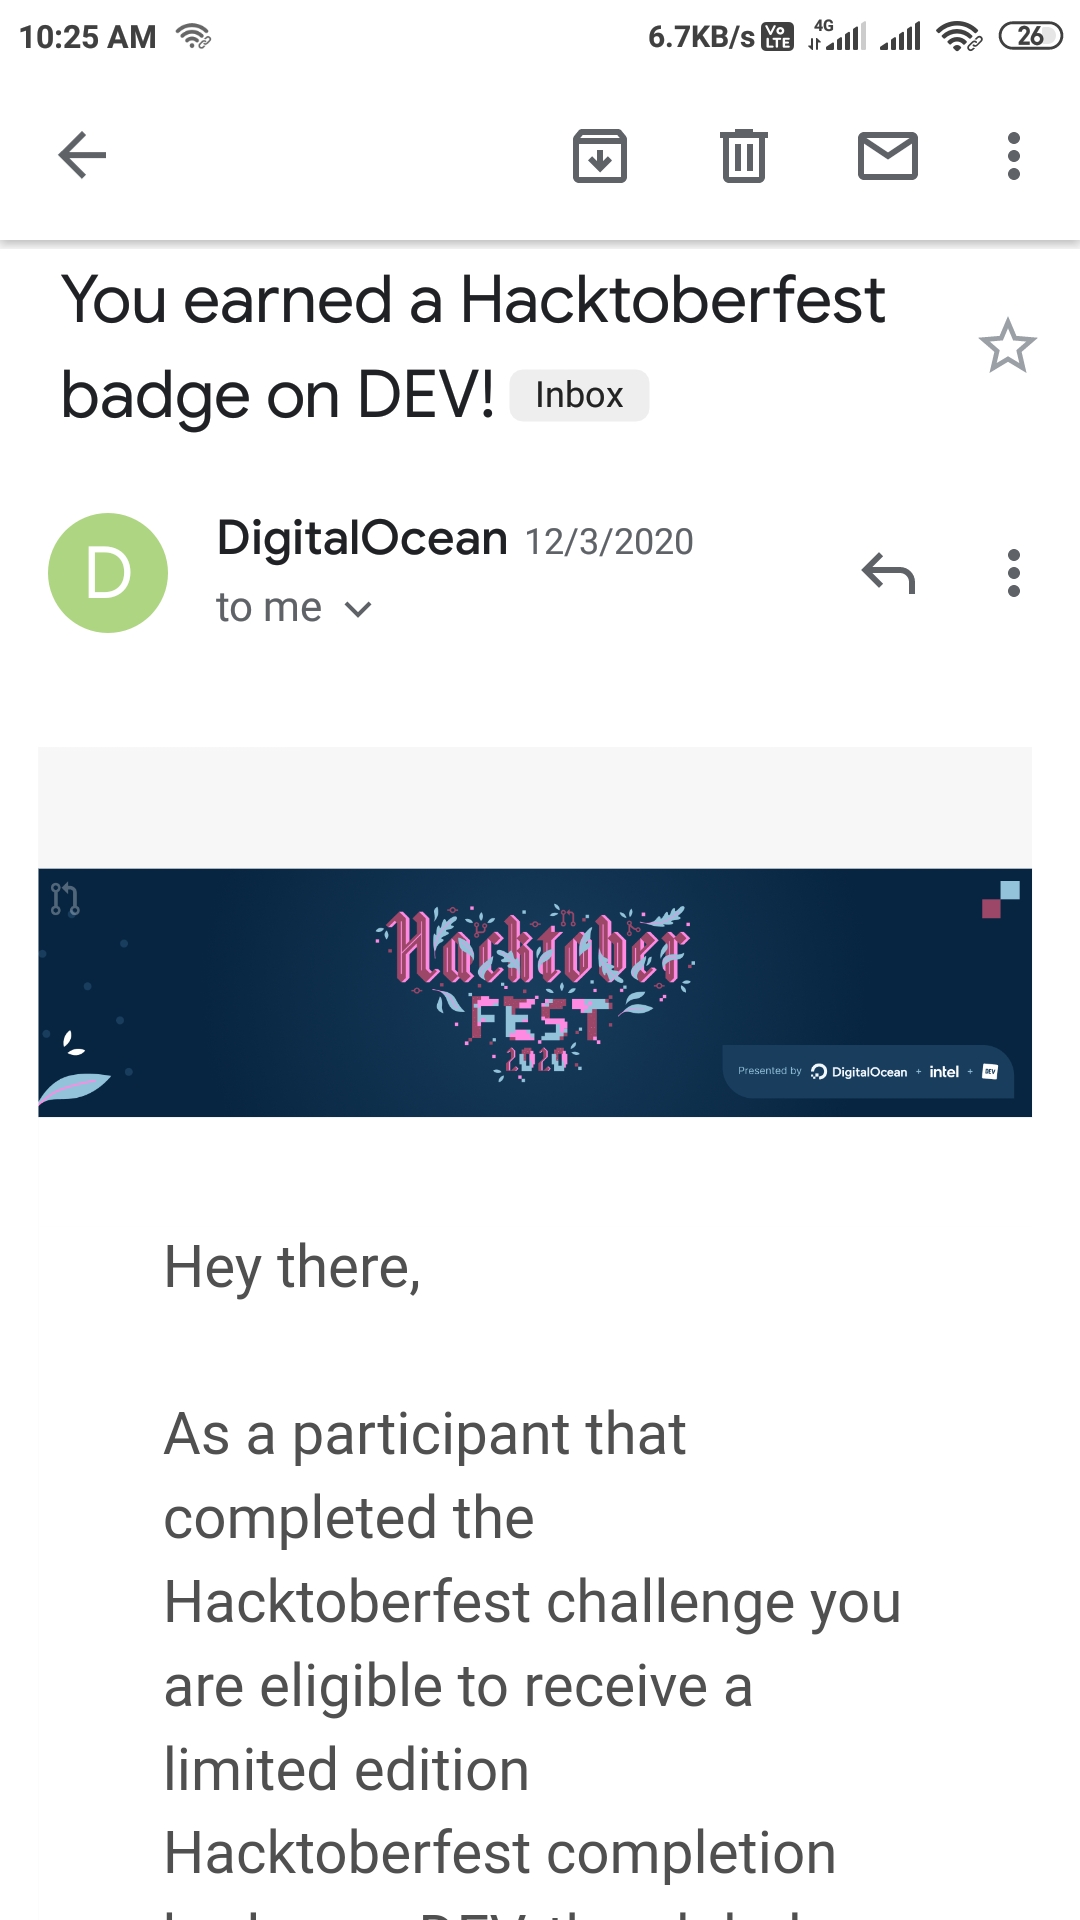 10:25 AM 6.7KB/s Vo LTE 4G 26
You earned a Hacktoberfest
badge on DEV! Inbox
D
DigitalOcean 12/3/2020
to me
Hacktober
FEST
2020
Presented by DigitalOcean + intel + DEV
Hey there,
As a participant that
completed the
Hacktoberfest challenge you
are eligible to receive a
limited edition
Hacktoberfest completion